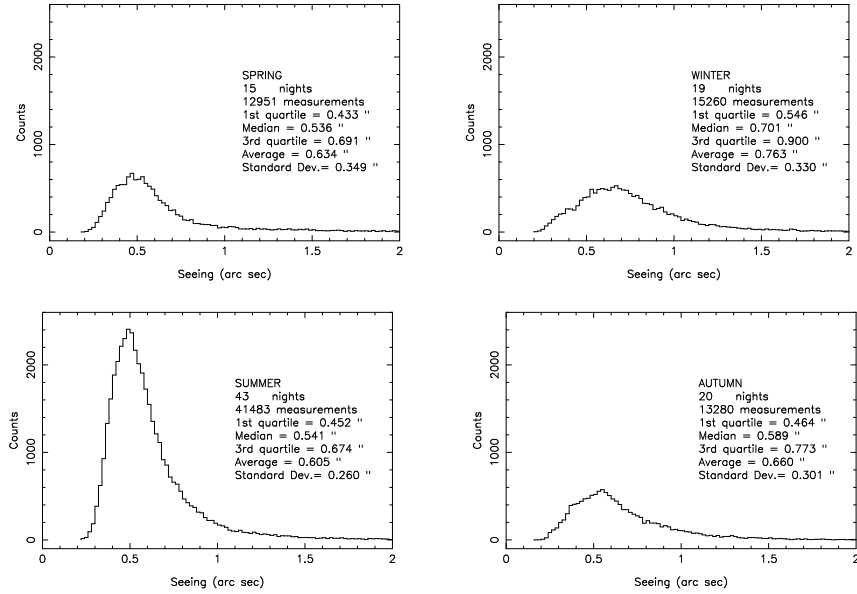 2000
1000
0
Counts
SPRING
15 nights
12951 measurements
1st quartile = 0.433 "
Median = 0.536 "
3rd quartile = 0.691 "
Average = 0.634 "
Standard Dev.= 0.349 "
0 0.5 1 1.5 2
Seeing (arc sec)
2000
1000
0
Counts
WINTER
19 nights
15260 measurements
1st quartile = 0.546 "
Median = 0.701 "
3rd quartile = 0.900 "
Average = 0.763 "
Standard Dev.= 0.330 "
0 0.5 1 1.5 2
Seeing (arc sec)
2000
1000
0
Counts
SUMMER
43 nights
41483 measurements
1st quartile = 0.452 "
Median = 0.541 "
3rd quartile = 0.674 "
Average = 0.605 "
Standard Dev.= 0.260 "
0 0.5 1 1.5 2
Seeing (arc sec)
2000
1000
0
Counts
AUTUMN
20 nights
13280 measurements
1st quartile = 0.464 "
Median = 0.589 "
3rd quartile = 0.773 "
Average = 0.660 "
Standard Dev.= 0.301 "
0 0.5 1 1.5 2
Seeing (arc sec)